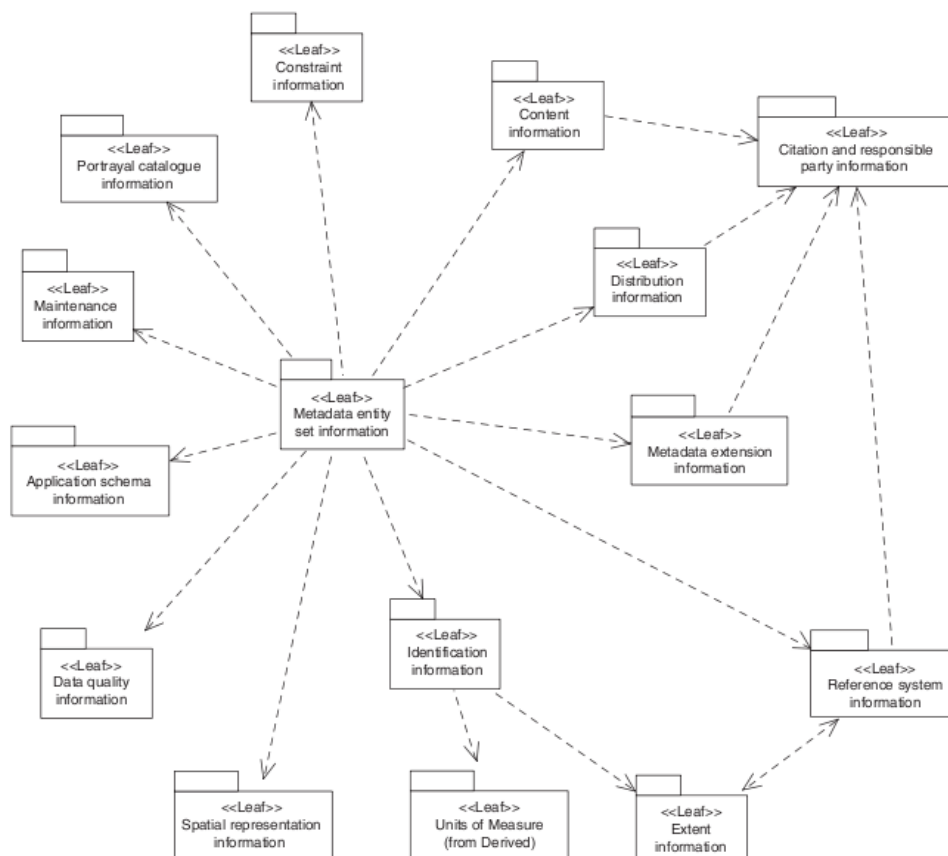 <<Leaf>>
Constraint
information
<<Leaf>>
Content
information
<<Leaf>>
Citation and responsible
party information
<<Leaf>>
Portrayal catalogue
information
<<Leaf>>
Distribution
information
<<Leaf>>
Maintenance
information
<<Leaf>>
Metadata entity
set information
<<Leaf>>
Metadata extension
information
<<Leaf>>
Application schema
information
<<Leaf>>
Identification
information
<<Leaf>>
Data quality
information
<<Leaf>>
Reference system
information
<<Leaf>>
Spatial representation
information
<<Leaf>>
Units of Measure
(from Derived)
<<Leaf>>
Extent
information